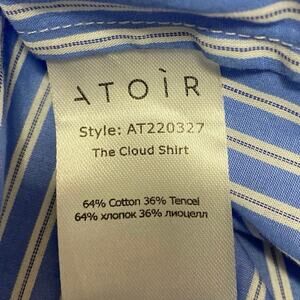 ATOÌR
Style: AT220327
The Cloud Shirt
64% Cotton 36% Tencel
64% хлопок 36% лиоцелл